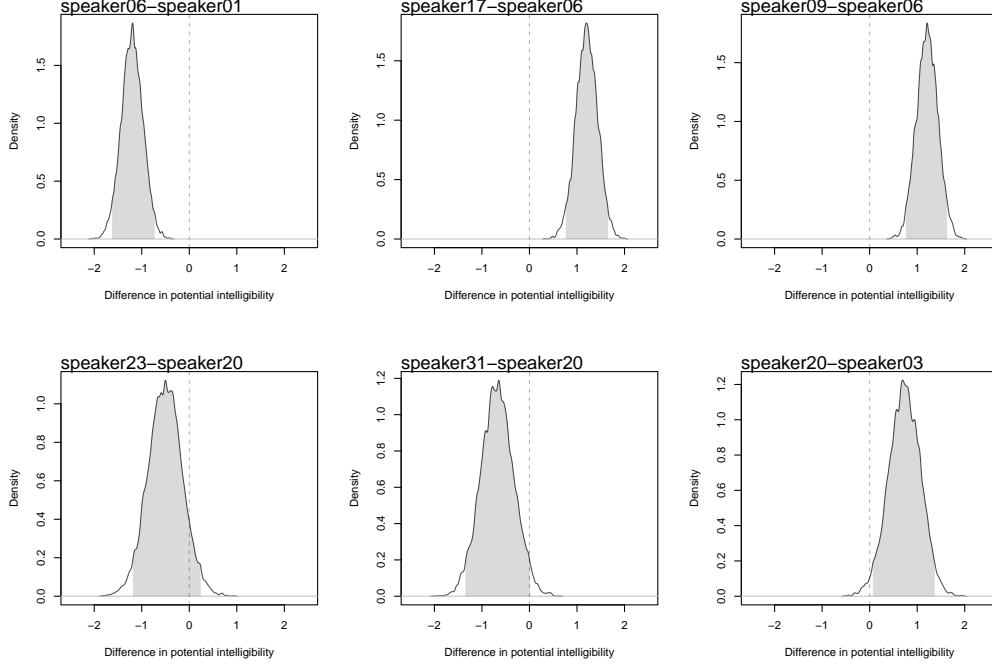 speaker06−speaker01
speaker17−speaker06
speaker09−speaker06
Density
0.0 0.5 1.0 1.5
−2 −1 0 1 2
Difference in potential intelligibility
Density
0.0 0.5 1.0 1.5
−2 −1 0 1 2
Difference in potential intelligibility
Density
0.0 0.5 1.0 1.5
−2 −1 0 1 2
Difference in potential intelligibility
speaker23−speaker20
speaker31−speaker20
speaker20−speaker03
Density
0.0 0.2 0.4 0.6 0.8 1.0
−2 −1 0 1 2
Difference in potential intelligibility
Density
0.0 0.2 0.4 0.6 0.8 1.0 1.2
−2 −1 0 1 2
Difference in potential intelligibility
Density
0.0 0.2 0.4 0.6 0.8 1.0 1.2
−2 −1 0 1 2
Difference in potential intelligibility